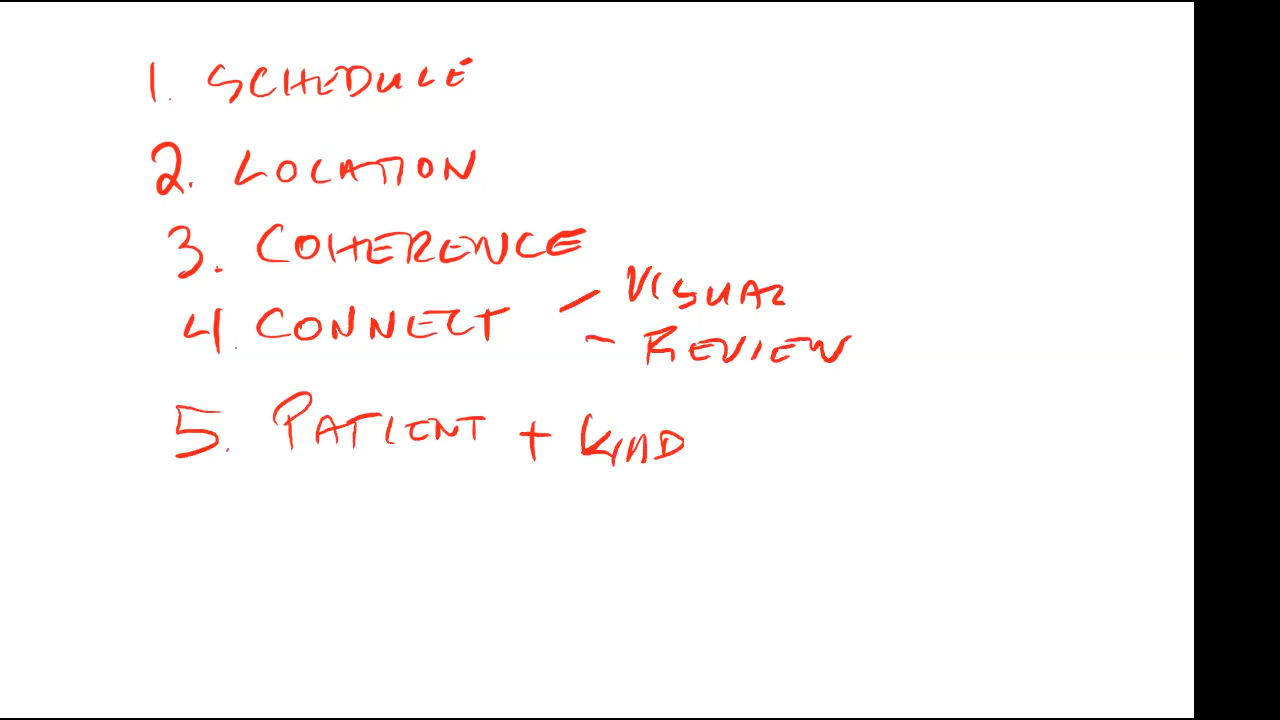 1. SCHEDULE
2. LOCATION
3. COHERENCE
4. CONNECT - VISUAL
- REVIEW
5. PATIENT + KIND